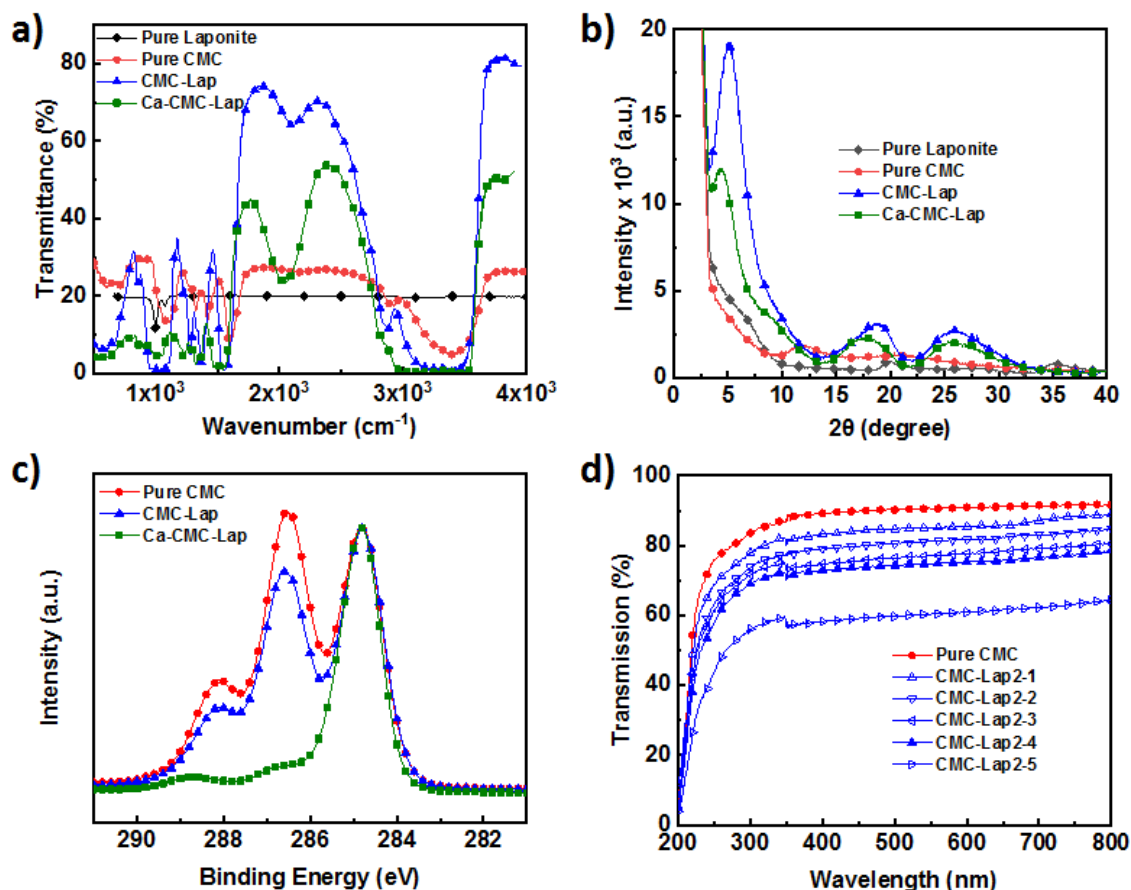 a)
Pure Laponite
Pure CMC
CMC-Lap
Ca-CMC-Lap
Transmittance (%)
80
60
40
20
0
1x10³ 2x10³ 3x10³ 4x10³
Wavenumber (cm⁻¹)
b)
Pure Laponite
Pure CMC
CMC-Lap
Ca-CMC-Lap
Intensity x 10³ (a.u.)
20
15
10
5
0
0 5 10 15 20 25 30 35 40
2θ (degree)
c)
Pure CMC
CMC-Lap
Ca-CMC-Lap
Intensity (a.u.)
290 288 286 284 282
Binding Energy (eV)
d)
Pure CMC
CMC-Lap2-1
CMC-Lap2-2
CMC-Lap2-3
CMC-Lap2-4
CMC-Lap2-5
Transmission (%)
100
80
60
40
20
0
200 300 400 500 600 700 800
Wavelength (nm)